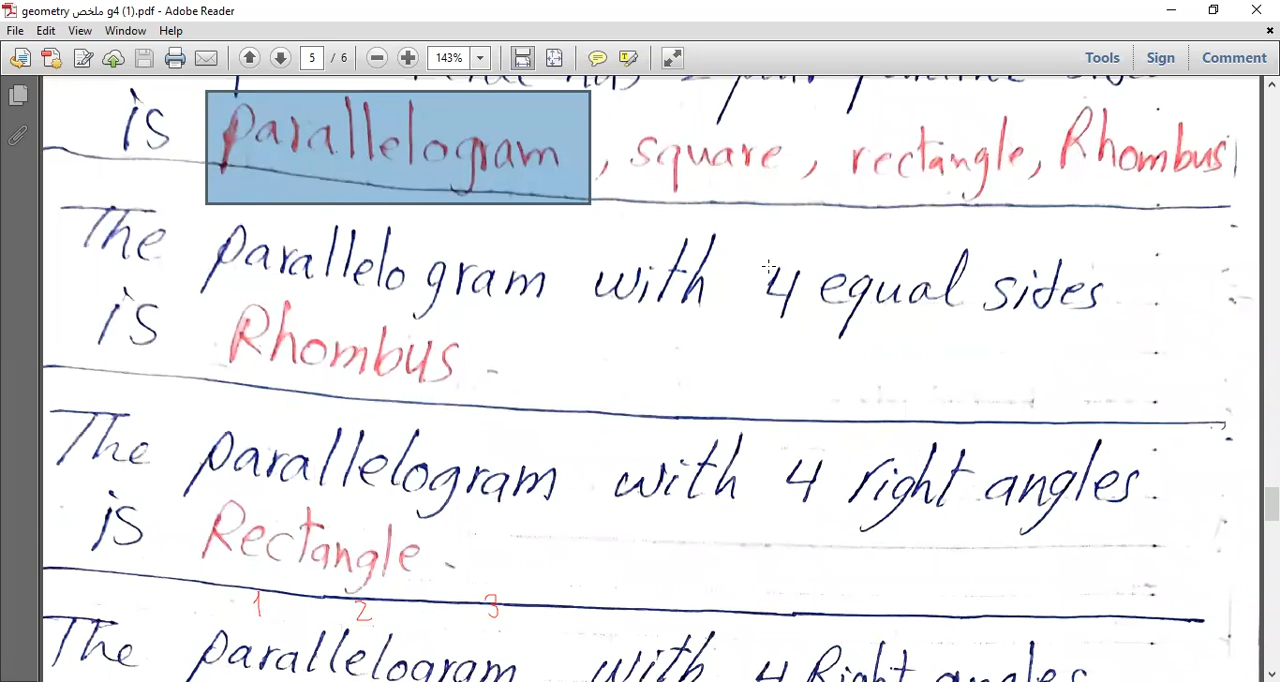 geometry ملخص g4 (1).pdf - Adobe Reader
File Edit View Window Help
5 / 6 143% Tools Sign Comment
is parallelogram, square, rectangle, Rhombus
The parallelogram with 4 equal sides
is Rhombus.
The parallelogram with 4 right angles.
is Rectangle.
1 2 3
The parallelogram with 4 Right angles